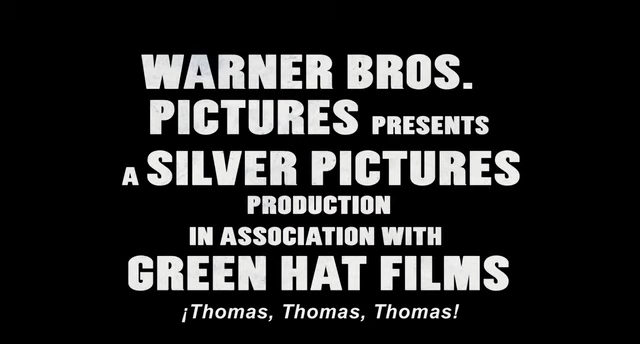 WARNER BROS.
PICTURES PRESENTS
A SILVER PICTURES
PRODUCTION
IN ASSOCIATION WITH
GREEN HAT FILMS
¡Thomas, Thomas, Thomas!